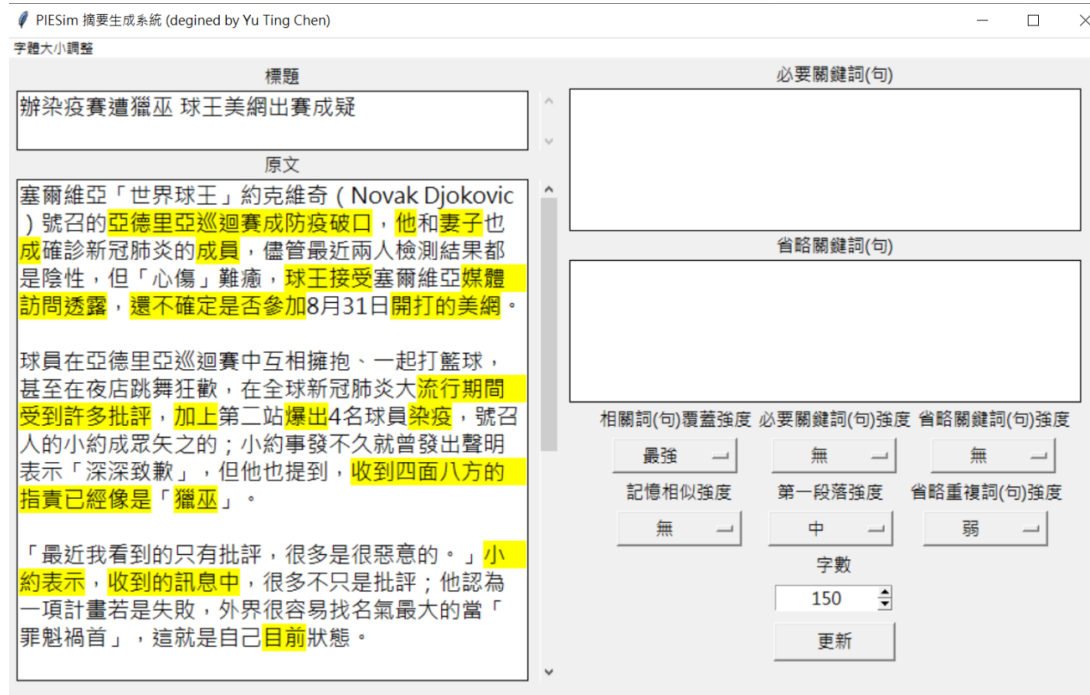 PIESim 摘要生成系統 (degined by Yu Ting Chen)
字體大小調整
標題
辦染疫賽遭獵巫 球王美網出賽成疑
原文
塞爾維亞「世界球王」約克維奇（Novak Djokovic
）號召的亞德里亞巡迴賽成防疫破口，他和妻子也
成確診新冠肺炎的成員，儘管最近兩人檢測結果都
是陰性，但「心傷」難癒，球王接受塞爾維亞媒體
訪問透露，還不確定是否參加8月31日開打的美網。
球員在亞德里亞巡迴賽中互相擁抱、一起打籃球，
甚至在夜店跳舞狂歡，在全球新冠肺炎大流行期間
受到許多批評，加上第二站爆出4名球員染疫，號召
人的小約成眾矢之的；小約事發不久就曾發出聲明
表示「深深致歉」，但他也提到，收到四面八方的
指責已經像是「獵巫」。
「最近我看到的只有批評，很多是很惡意的。」小
約表示，收到的訊息中，很多不只是批評；他認為
一項計畫若是失敗，外界很容易找名氣最大的當「
罪魁禍首」，這就是自己目前狀態。
必要關鍵詞(句)
省略關鍵詞(句)
相關詞(句)覆蓋強度 必要關鍵詞(句)強度 省略關鍵詞(句)強度
最強 無 無
記憶相似強度 第一段落強度 省略重複詞(句)強度
無 中 弱
字數
150
更新